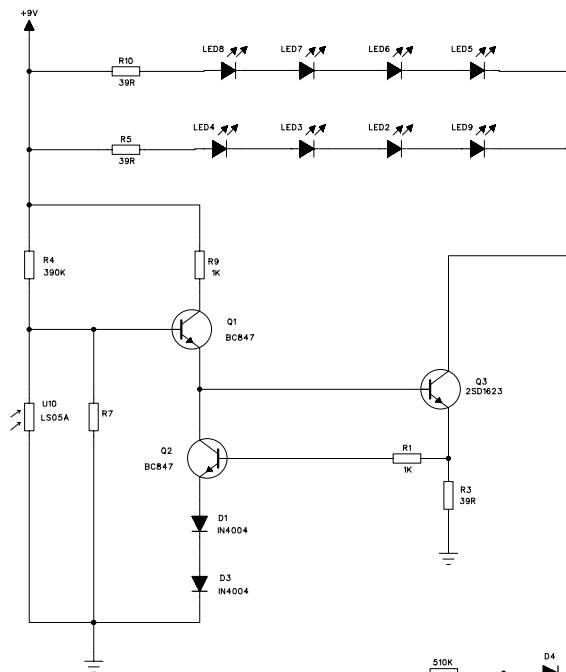 +9V
R10
39R
LED8
LED7
LED6
LED5
R5
39R
LED4
LED3
LED2
LED9
R4
390K
R9
1K
Q1
BC847
Q3
2SD1623
U10
LS05A
R7
Q2
BC847
R1
1K
R3
39R
D1
IN4004
D3
IN4004
510K
D4